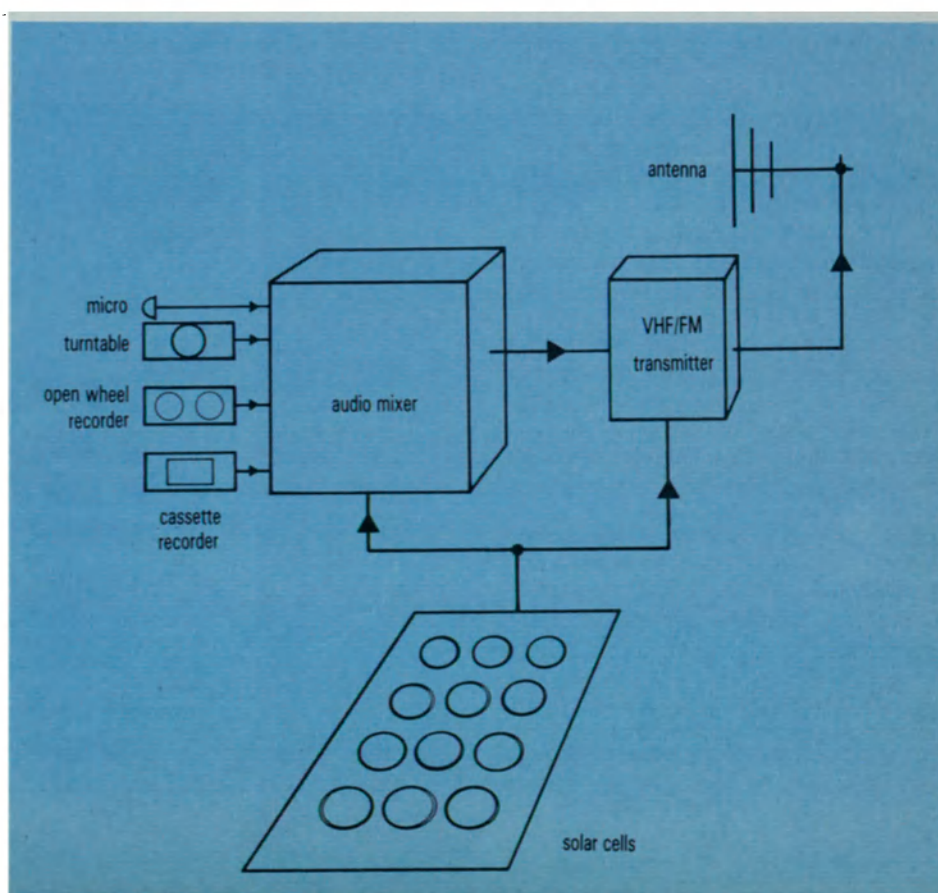 antenna
micro
turntable
open wheel
recorder
cassette
recorder
audio mixer
VHF/FM
transmitter
solar cells